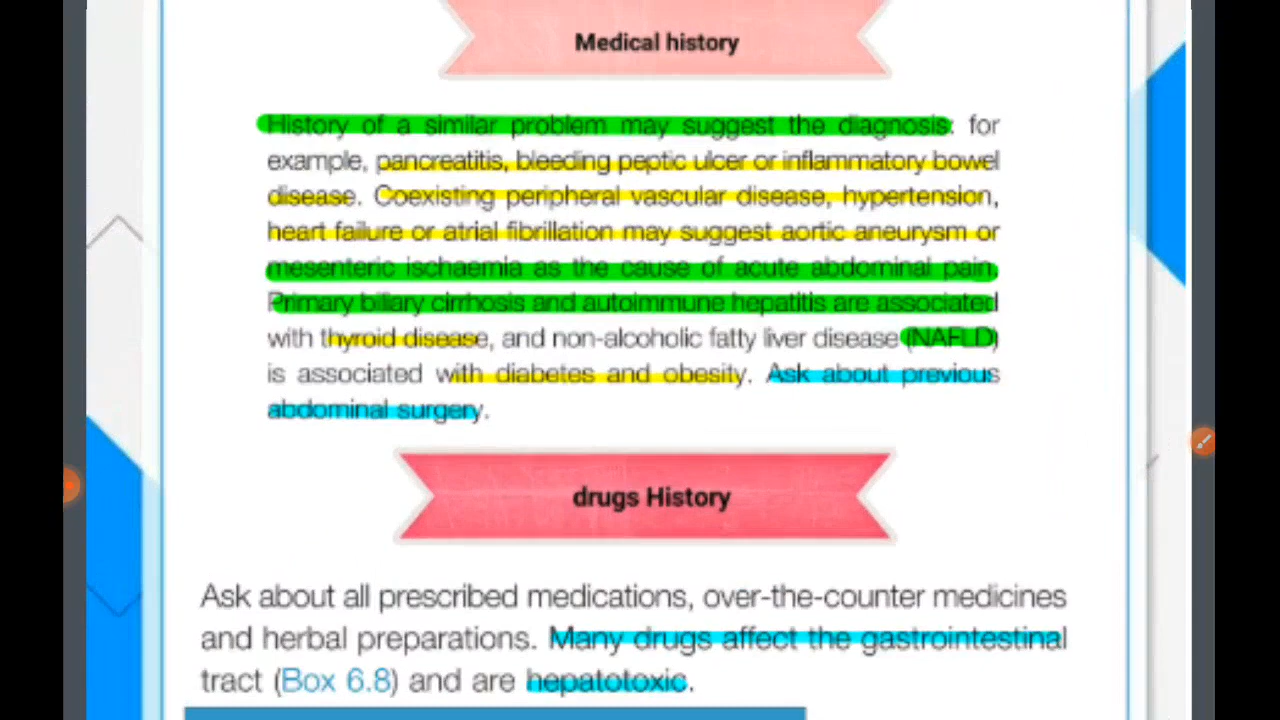 Medical history
History of a similar problem may suggest the diagnosis: for
example, pancreatitis, bleeding peptic ulcer or inflammatory bowel
disease. Coexisting peripheral vascular disease, hypertension,
heart failure or atrial fibrillation may suggest aortic aneurysm or
mesenteric ischaemia as the cause of acute abdominal pain.
Primary biliary cirrhosis and autoimmune hepatitis are associated
with thyroid disease, and non-alcoholic fatty liver disease (NAFLD)
is associated with diabetes and obesity. Ask about previous
abdominal surgery.
drugs History
Ask about all prescribed medications, over-the-counter medicines
and herbal preparations. Many drugs affect the gastrointestinal
tract (Box 6.8) and are hepatotoxic.